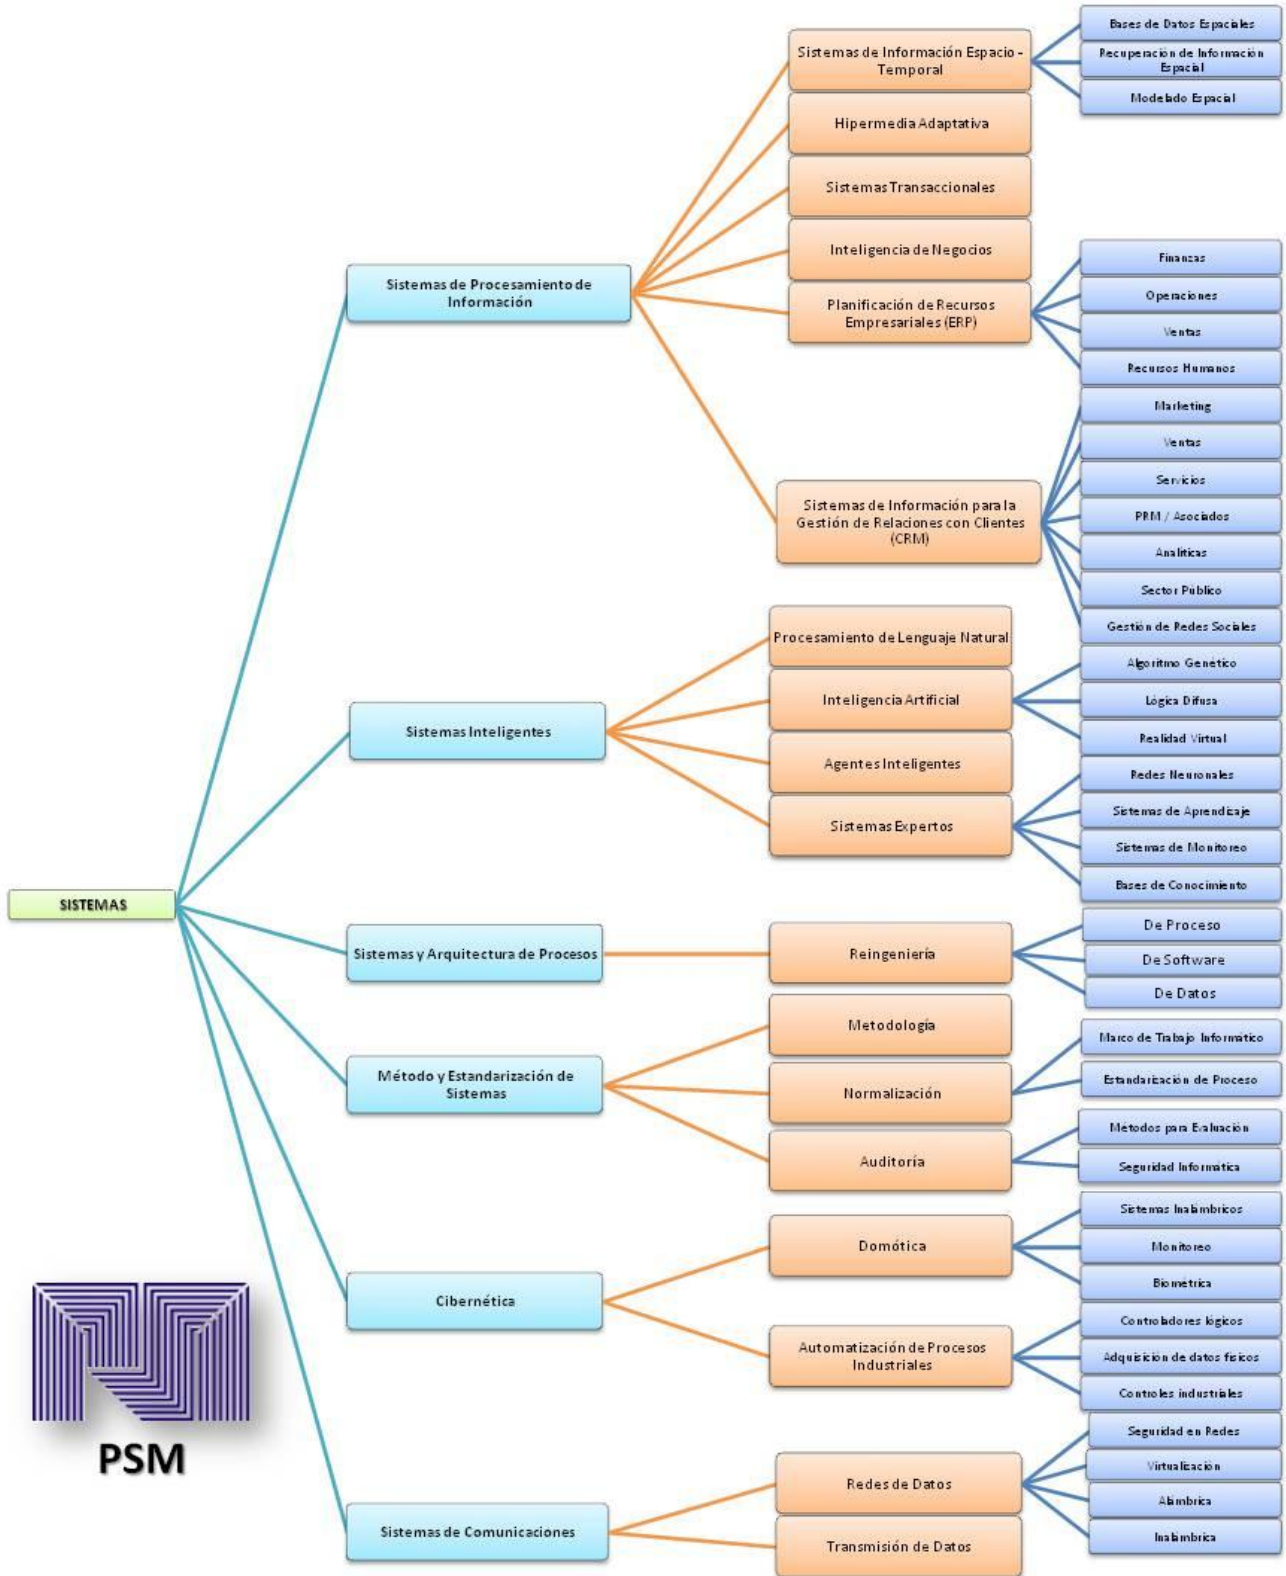 SISTEMAS
Sistemas de Procesamiento de
Información
Sistemas de Información Espacio -
Temporal
Bases de Datos Espaciales
Recuperación de Información
Espacial
Modelado Espacial
Hipermedia Adaptativa
Sistemas Transaccionales
Inteligencia de Negocios
Planificación de Recursos
Empresariales (ERP)
Finanzas
Operaciones
Ventas
Recursos Humanos
Sistemas de Información para la
Gestión de Relaciones con Clientes
(CRM)
Marketing
Ventas
Servicios
PRM / Asociados
Analíticas
Sector Público
Gestión de Redes Sociales
Sistemas Inteligentes
Procesamiento de Lenguaje Natural
Inteligencia Artificial
Algoritmo Genético
Lógica Difusa
Realidad Virtual
Agentes Inteligentes
Sistemas Expertos
Redes Neuronales
Sistemas de Aprendizaje
Sistemas de Monitoreo
Bases de Conocimiento
Sistemas y Arquitectura de Procesos
Reingeniería
De Proceso
De Software
De Datos
Método y Estandarización de
Sistemas
Metodología
Normalización
Marco de Trabajo Informático
Estandarización de Proceso
Auditoría
Métodos para Evaluación
Seguridad Informática
Cibernética
Domótica
Sistemas Inalámbricos
Monitoreo
Biométrica
Automatización de Procesos
Industriales
Controladores lógicos
Adquisición de datos físicos
Controles industriales
Sistemas de Comunicaciones
Redes de Datos
Seguridad en Redes
Virtualización
Alámbrica
Inalámbrica
Transmisión de Datos
PSM